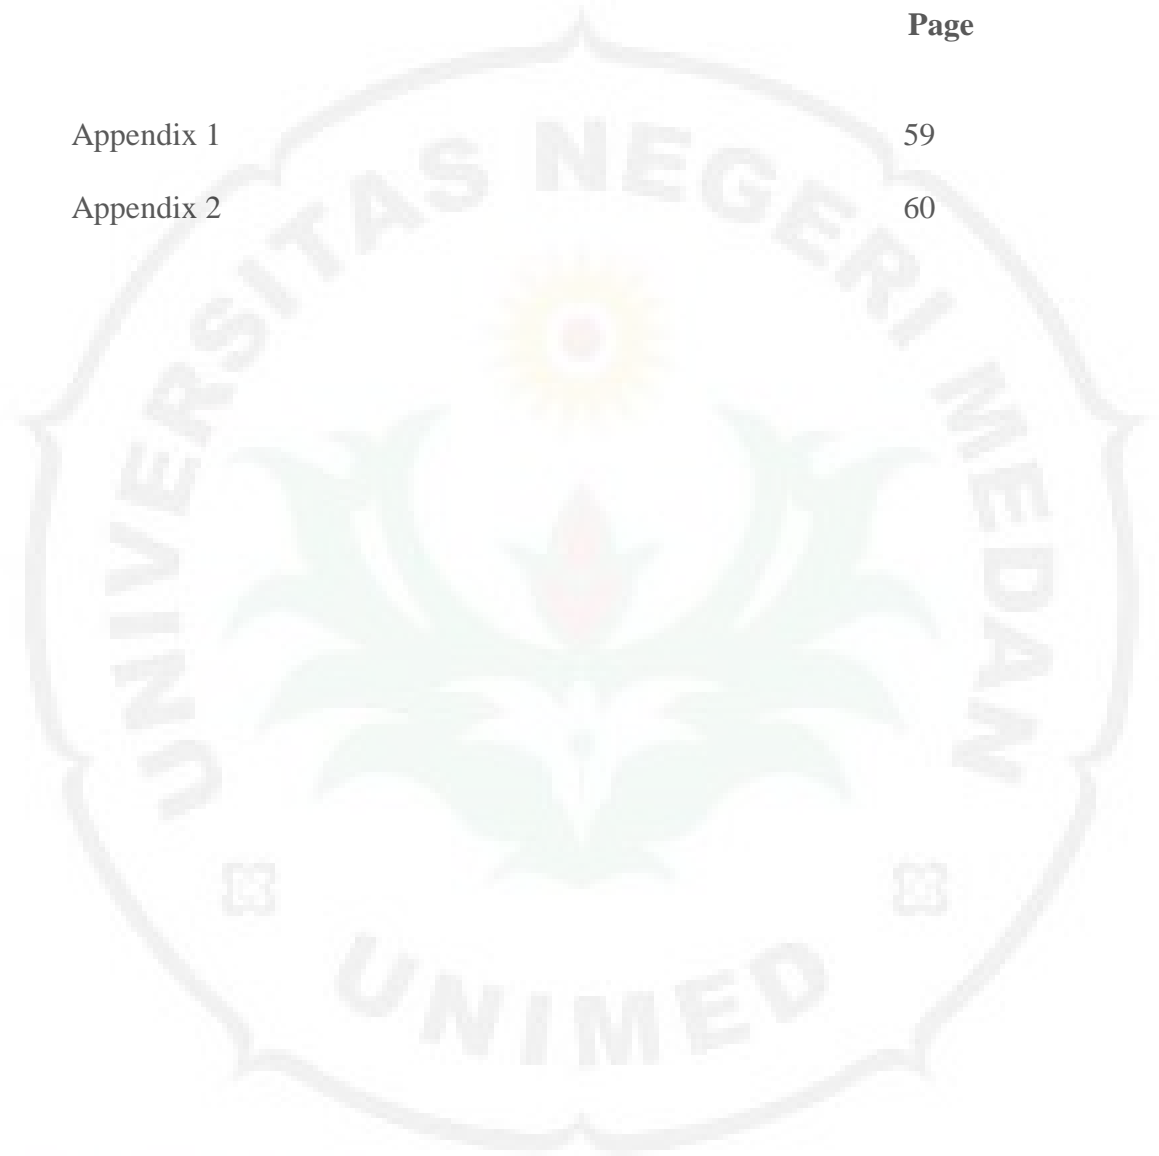 Page
Appendix 1 59
Appendix 2 60
UNIVERSITAS NEGERI MEDAN
UNIMED